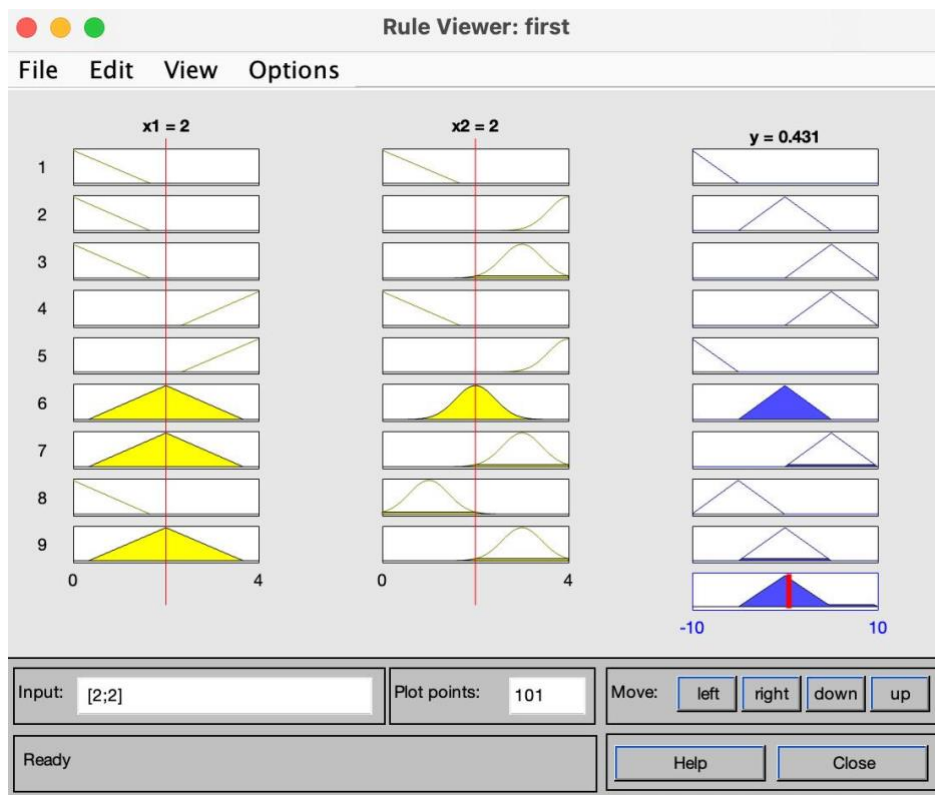 Rule Viewer: first
File Edit View Options
x1 = 2 x2 = 2 y = 0.431
1
2
3
4
5
6
7
8
9
0 4 0 4
-10 10
Input: [2;2] Plot points: 101 Move: left right down up
Ready Help Close